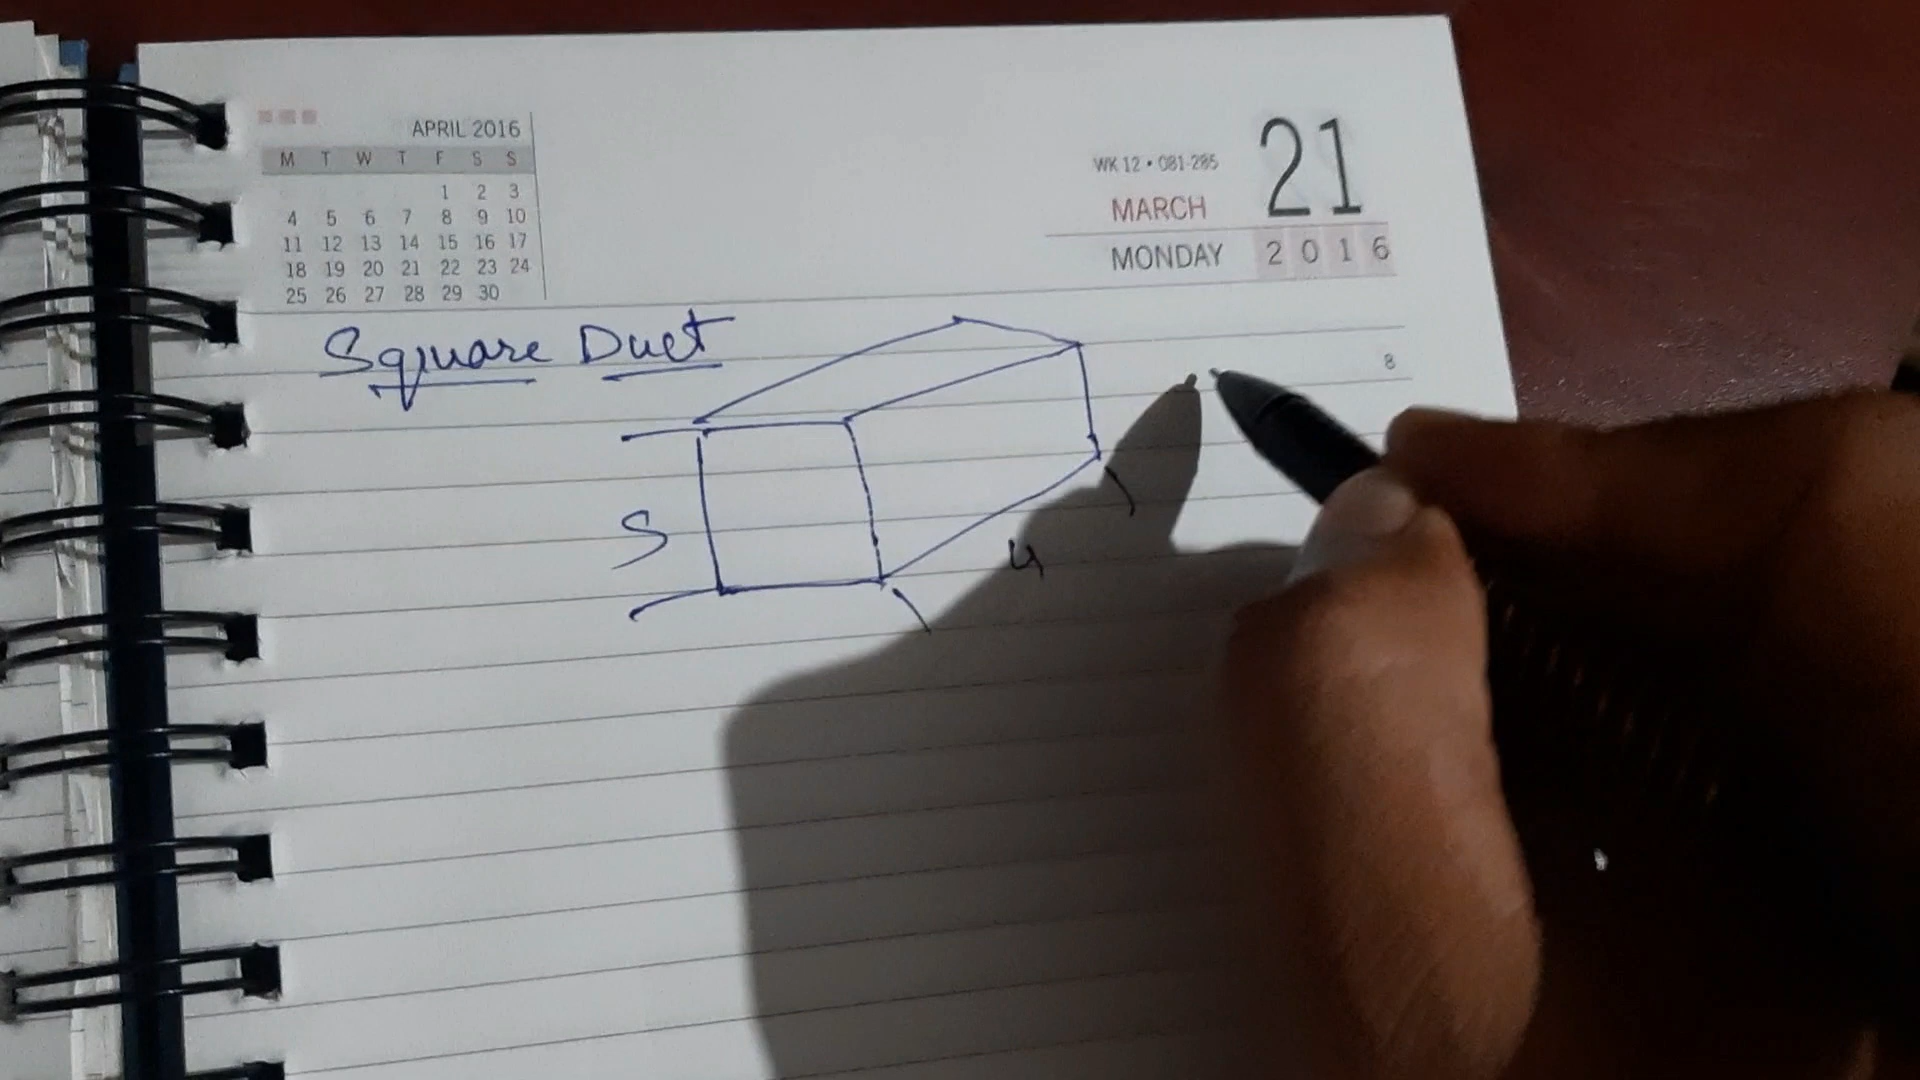 APRIL 2016
M T W T F S S
1 2 3
4 5 6 7 8 9 10
11 12 13 14 15 16 17
18 19 20 21 22 23 24
25 26 27 28 29 30
WK 12 • 081-285
21
MARCH
MONDAY 2016
Square Duct
8
S
4